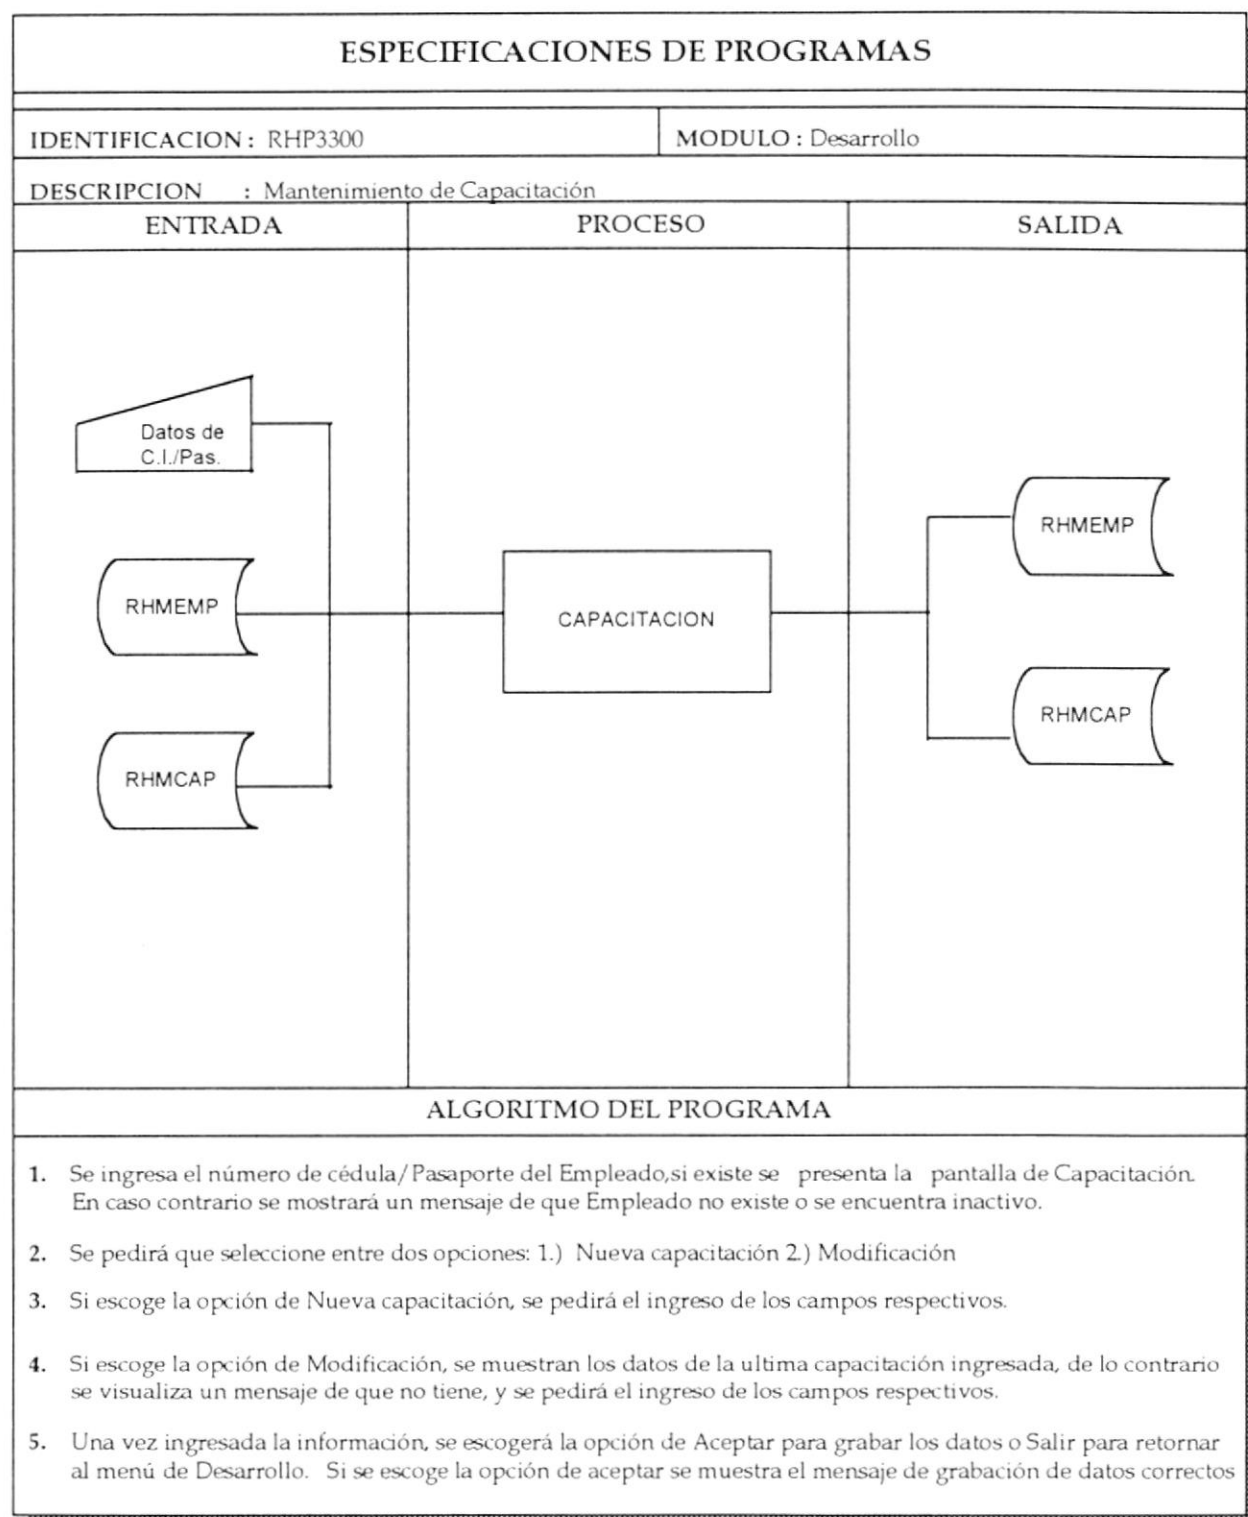 ESPECIFICACIONES DE PROGRAMAS
IDENTIFICACION : RHP3300
MODULO : Desarrollo
DESCRIPCION : Mantenimiento de Capacitación
ENTRADA
PROCESO
SALIDA
Datos de
C.I./Pas.
RHMEMP
RHMCAP
CAPACITACION
RHMEMP
RHMCAP
ALGORITMO DEL PROGRAMA
1. Se ingresa el número de cédula/Pasaporte del Empleado,si existe se presenta la pantalla de Capacitación.
En caso contrario se mostrará un mensaje de que Empleado no existe o se encuentra inactivo.
2. Se pedirá que seleccione entre dos opciones: 1.) Nueva capacitación 2.) Modificación
3. Si escoge la opción de Nueva capacitación, se pedirá el ingreso de los campos respectivos.
4. Si escoge la opción de Modificación, se muestran los datos de la ultima capacitación ingresada, de lo contrario
se visualiza un mensaje de que no tiene, y se pedirá el ingreso de los campos respectivos.
5. Una vez ingresada la información, se escogerá la opción de Aceptar para grabar los datos o Salir para retornar
al menú de Desarrollo. Si se escoge la opción de aceptar se muestra el mensaje de grabación de datos correctos